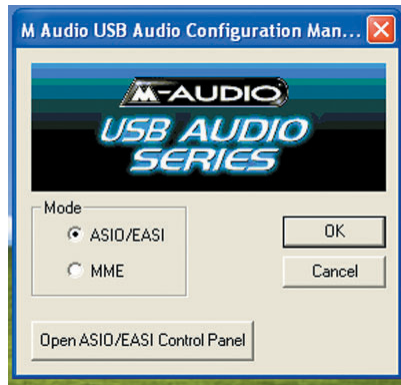 M Audio USB Audio Configuration Man...
M-AUDIO
USB AUDIO
SERIES
Mode
ASIO/EASI
MME
OK
Cancel
Open ASIO/EASI Control Panel